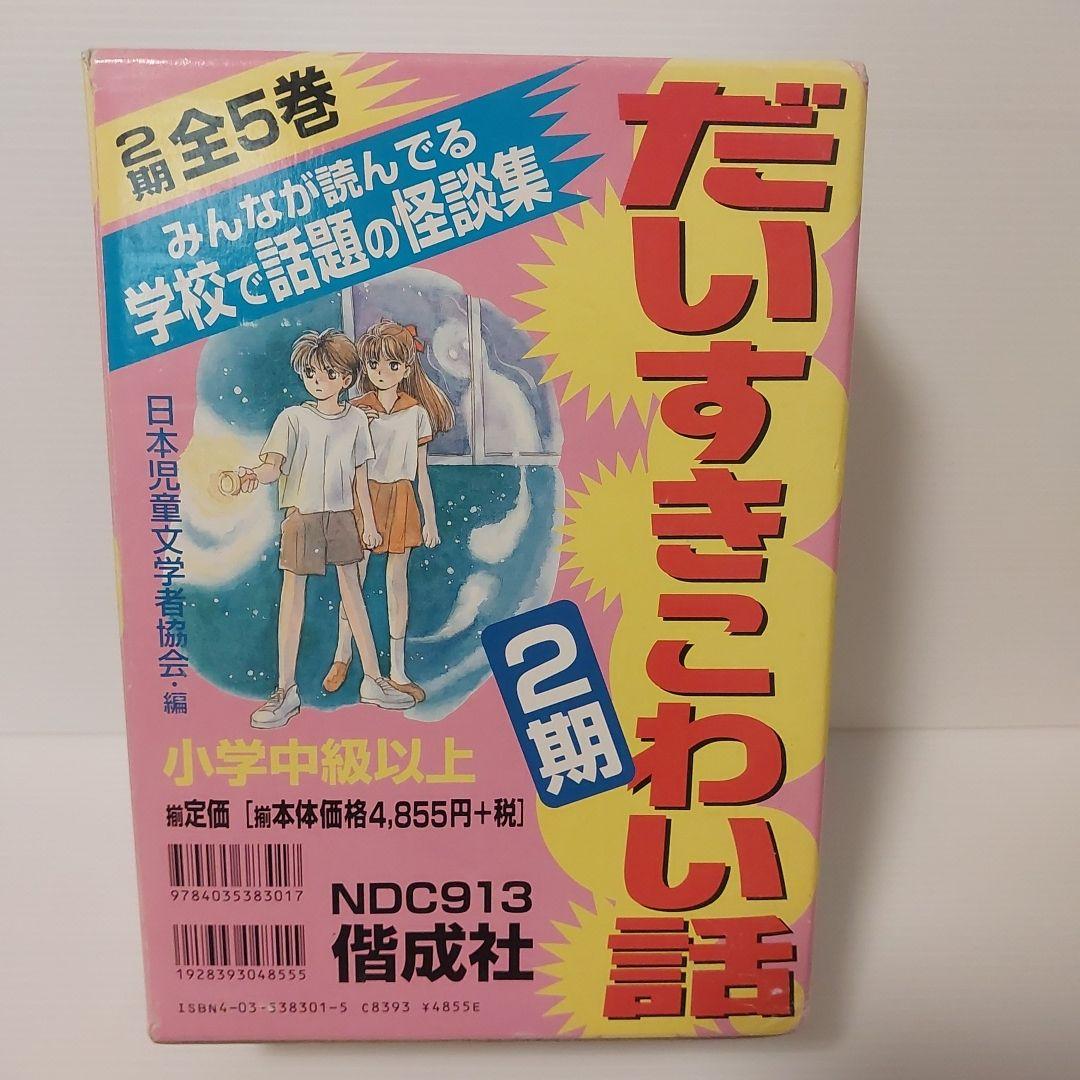 だいすきこわい話
2期
2期 全5巻
みんなが読んでる
学校で話題の怪談集
日本児童文学者協会・編
小学中級以上
揃定価［揃本体価格4,855円＋税］
9784035383017
1928393048555
NDC913
偕成社
ISBN4-03-538301-5 C8393 ¥4855E